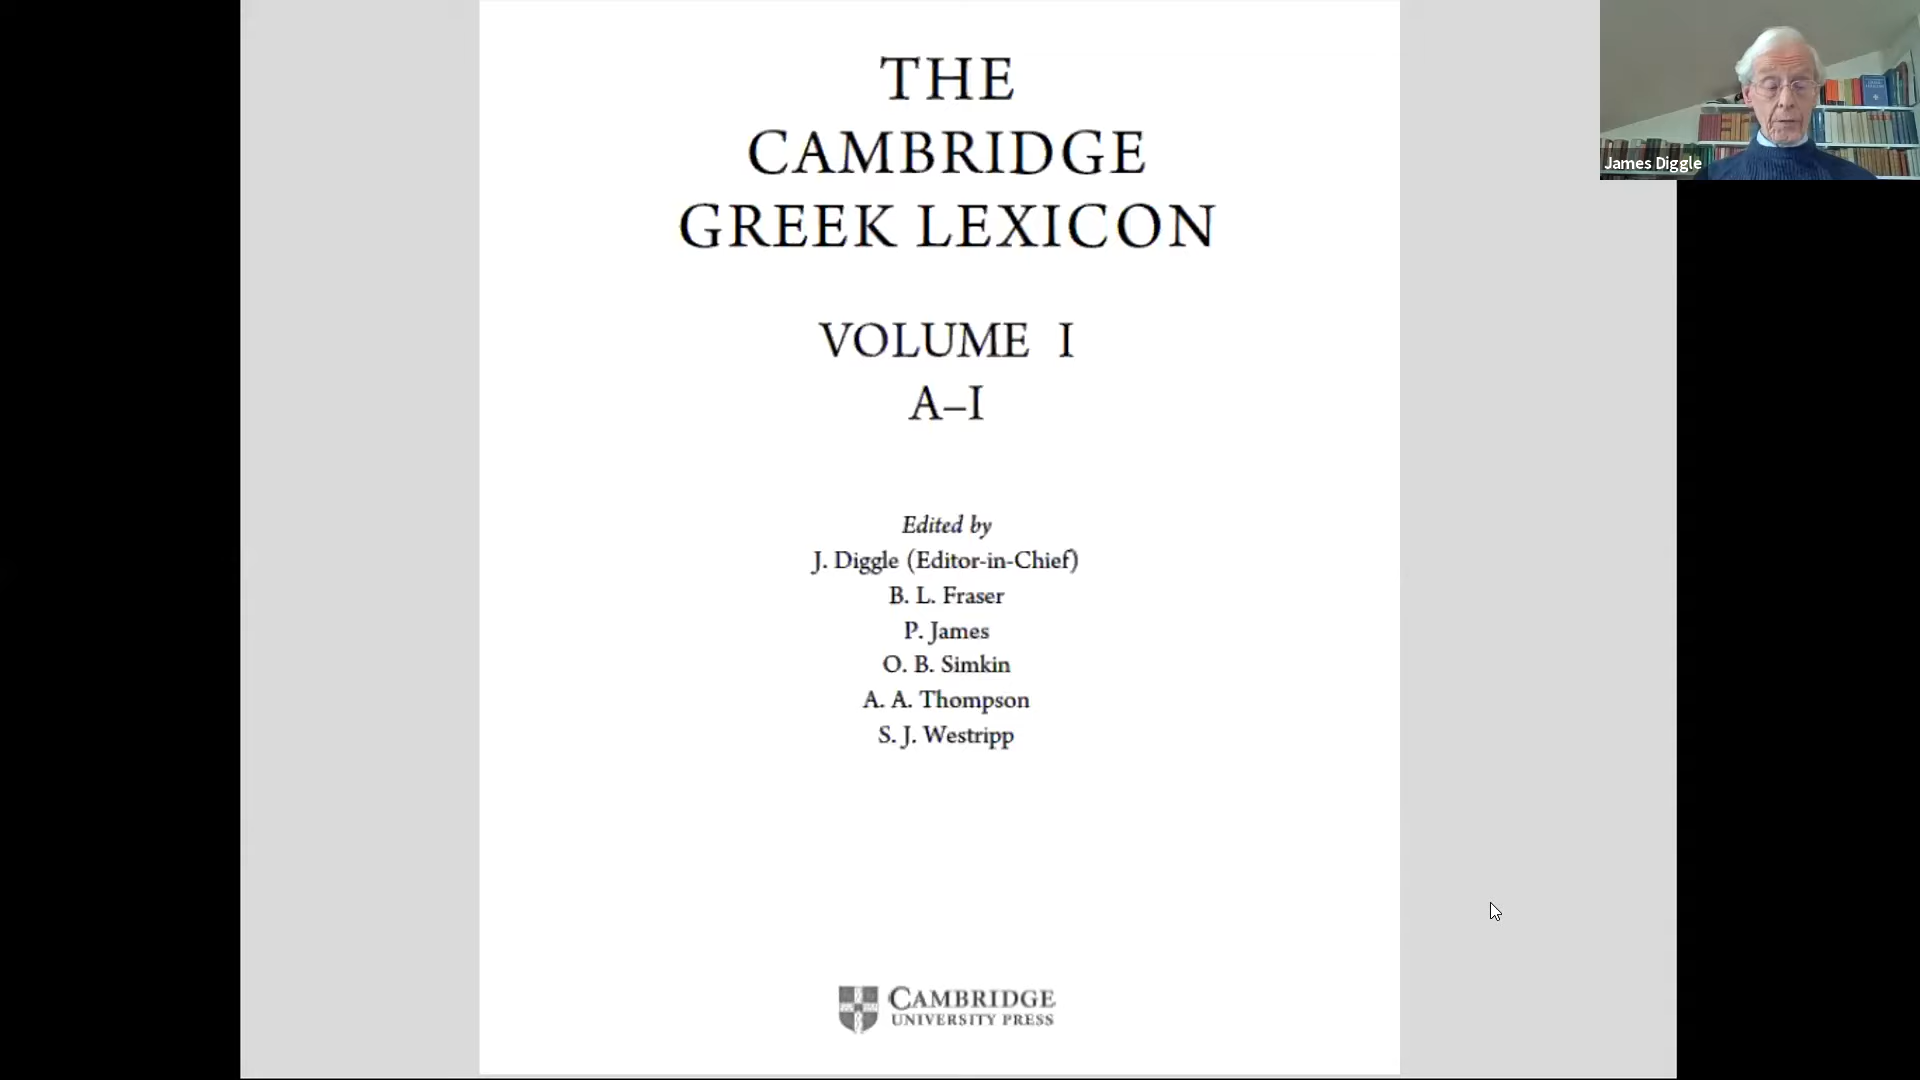 THE
CAMBRIDGE
GREEK LEXICON
VOLUME I
A–I
Edited by
J. Diggle (Editor-in-Chief)
B. L. Fraser
P. James
O. B. Simkin
A. A. Thompson
S. J. Westripp
CAMBRIDGE
UNIVERSITY PRESS
James Diggle